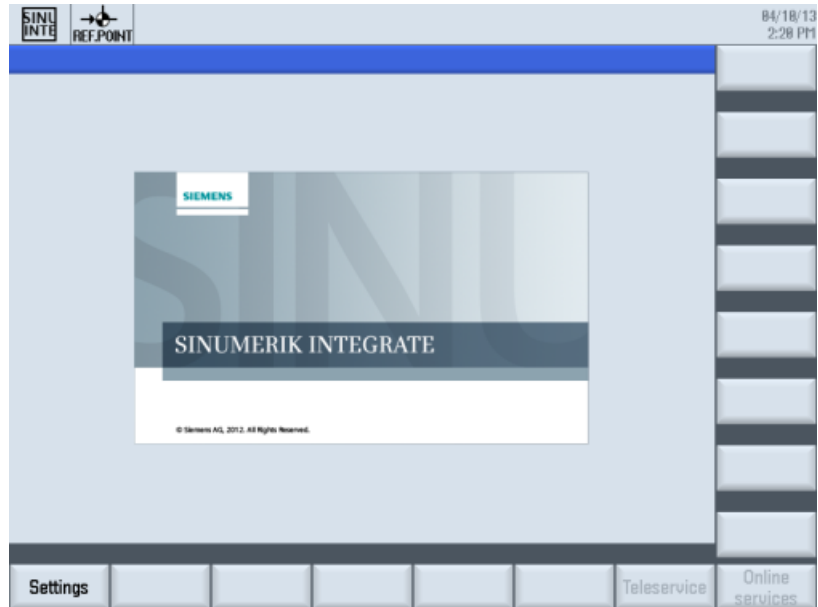 SINU
INTE
REF.POINT
04/18/13
2:28 PM
SIEMENS
SINUMERIK INTEGRATE
© Siemens AG, 2012. All Rights Reserved.
Settings
Teleservice
Online
services